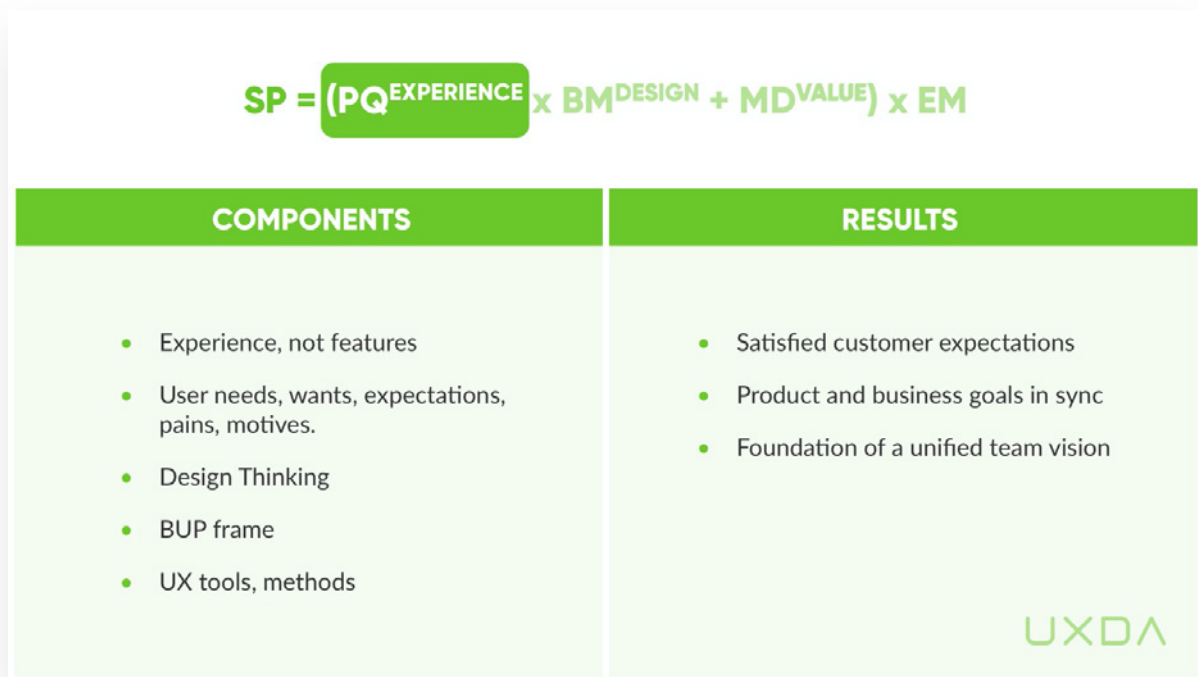 SP = (PQ^EXPERIENCE x BM^DESIGN + MD^VALUE) x EM
COMPONENTS
• Experience, not features
• User needs, wants, expectations,
pains, motives.
• Design Thinking
• BUP frame
• UX tools, methods
RESULTS
• Satisfied customer expectations
• Product and business goals in sync
• Foundation of a unified team vision
UXDA